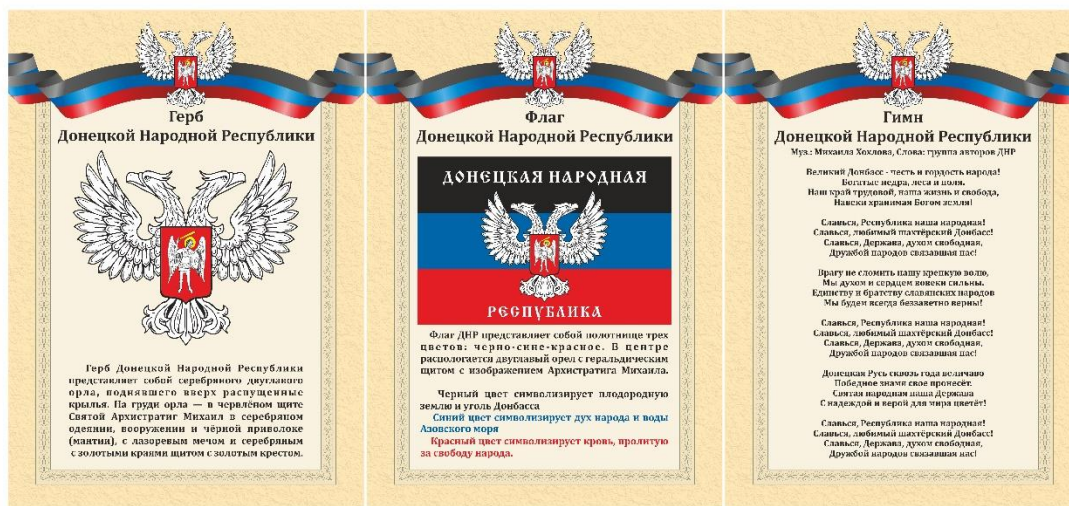 Герб
Донецкой Народной Республики
Герб Донецкой Народной Республики
представляет собой серебряного двуглавого
орла, поднявшего вверх распущенные
крылья. На груди орла — в червлёном щите
Святой Архистратиг Михаил в серебряном
одеянии, вооружении и чёрной приволоке
(мантии), с лазоревым мечом и серебряным
с золотыми краями щитом с золотым крестом.
Флаг
Донецкой Народной Республики
ДОНЕЦКАЯ НАРОДНАЯ
РЕСПУБЛИКА
Флаг ДНР представляет собой полотнище трех
цветов: черно-сине-красное. В центре
распологается двуглавый орел с геральдическим
щитом с изображением Архистратига Михаила.
Черный цвет символизирует плодородную
землю и уголь Донбасса
Синий цвет символизирует дух народа и воды
Азовского моря
Красный цвет символизирует кровь, пролитую
за свободу народа.
Гимн
Донецкой Народной Республики
Муз.: Михаила Хохлова, Слова: группа авторов ДНР
Великий Донбасс - честь и гордость народа!
Богатые недра, леса и поля.
Наш край трудовой, наша жизнь и свобода,
Навеки хранимая Богом земля!
Славься, Республика наша народная!
Славься, любимый шахтёрский Донбасс!
Славься, Держава, духом свободная,
Дружбой народов связавшая нас!
Врагу не сломить нашу крепкую волю,
Мы духом и сердцем вовеки сильны.
Единству и братству славянских народов
Мы будем всегда беззаветно верны!
Славься, Республика наша народная!
Славься, любимый шахтёрский Донбасс!
Славься, Держава, духом свободная,
Дружбой народов связавшая нас!
Донецкая Русь сквозь года величаво
Победное знамя свое пронесёт.
Святая народная наша Держава
С надеждой и верой для мира цветёт!
Славься, Республика наша народная!
Славься, любимый шахтёрский Донбасс!
Славься, Держава, духом свободная,
Дружбой народов связавшая нас!